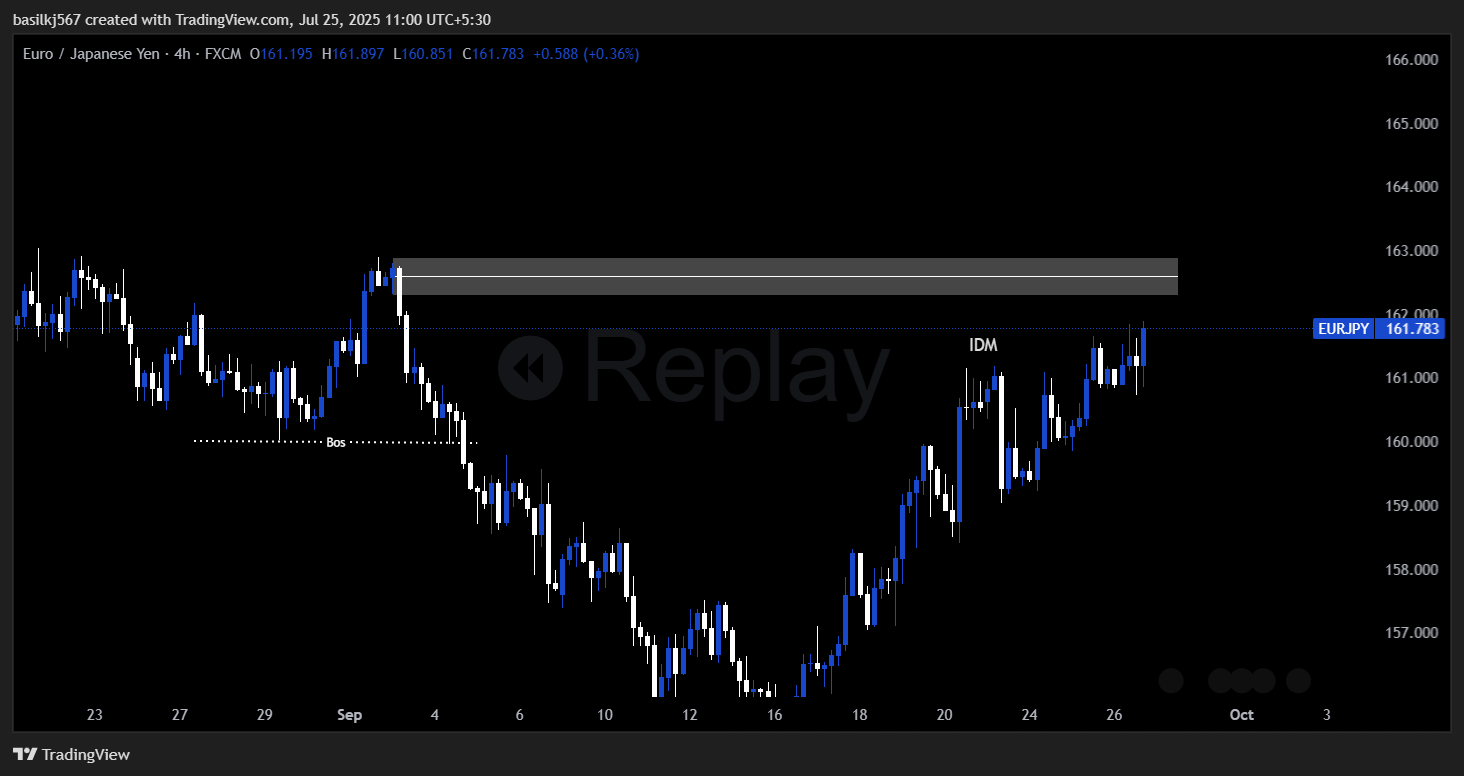 basilkj567 created with TradingView.com, Jul 25, 2025 11:00 UTC+5:30
Euro / Japanese Yen · 4h · FXCM O161.195 H161.897 L160.851 C161.783 +0.588 (+0.36%)
166.000
165.000
164.000
163.000
162.000
EURJPY 161.783
IDM
Replay
161.000
160.000
Bos
159.000
158.000
157.000
23 27 29 Sep 4 6 10 12 16 18 20 24 26 Oct 3
TradingView